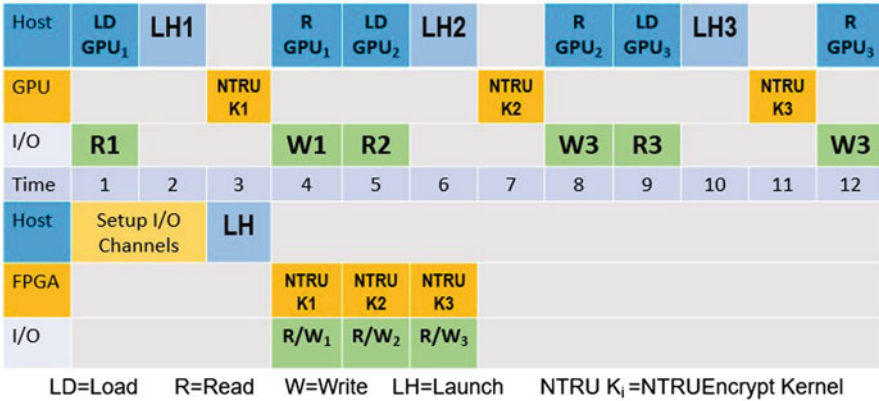 Host LD LH1 R LD LH2 R LD LH3 R
GPU₁ GPU₁ GPU₂ GPU₂ GPU₃ GPU₃
GPU NTRU NTRU NTRU
K1 K2 K3
I/O R1 W1 R2 W3 R3 W3
Time 1 2 3 4 5 6 7 8 9 10 11 12
Host Setup I/O LH
Channels
FPGA NTRU NTRU NTRU
K1 K2 K3
I/O R/W₁ R/W₂ R/W₃
LD=Load R=Read W=Write LH=Launch NTRU Kᵢ=NTRUEncrypt Kernel